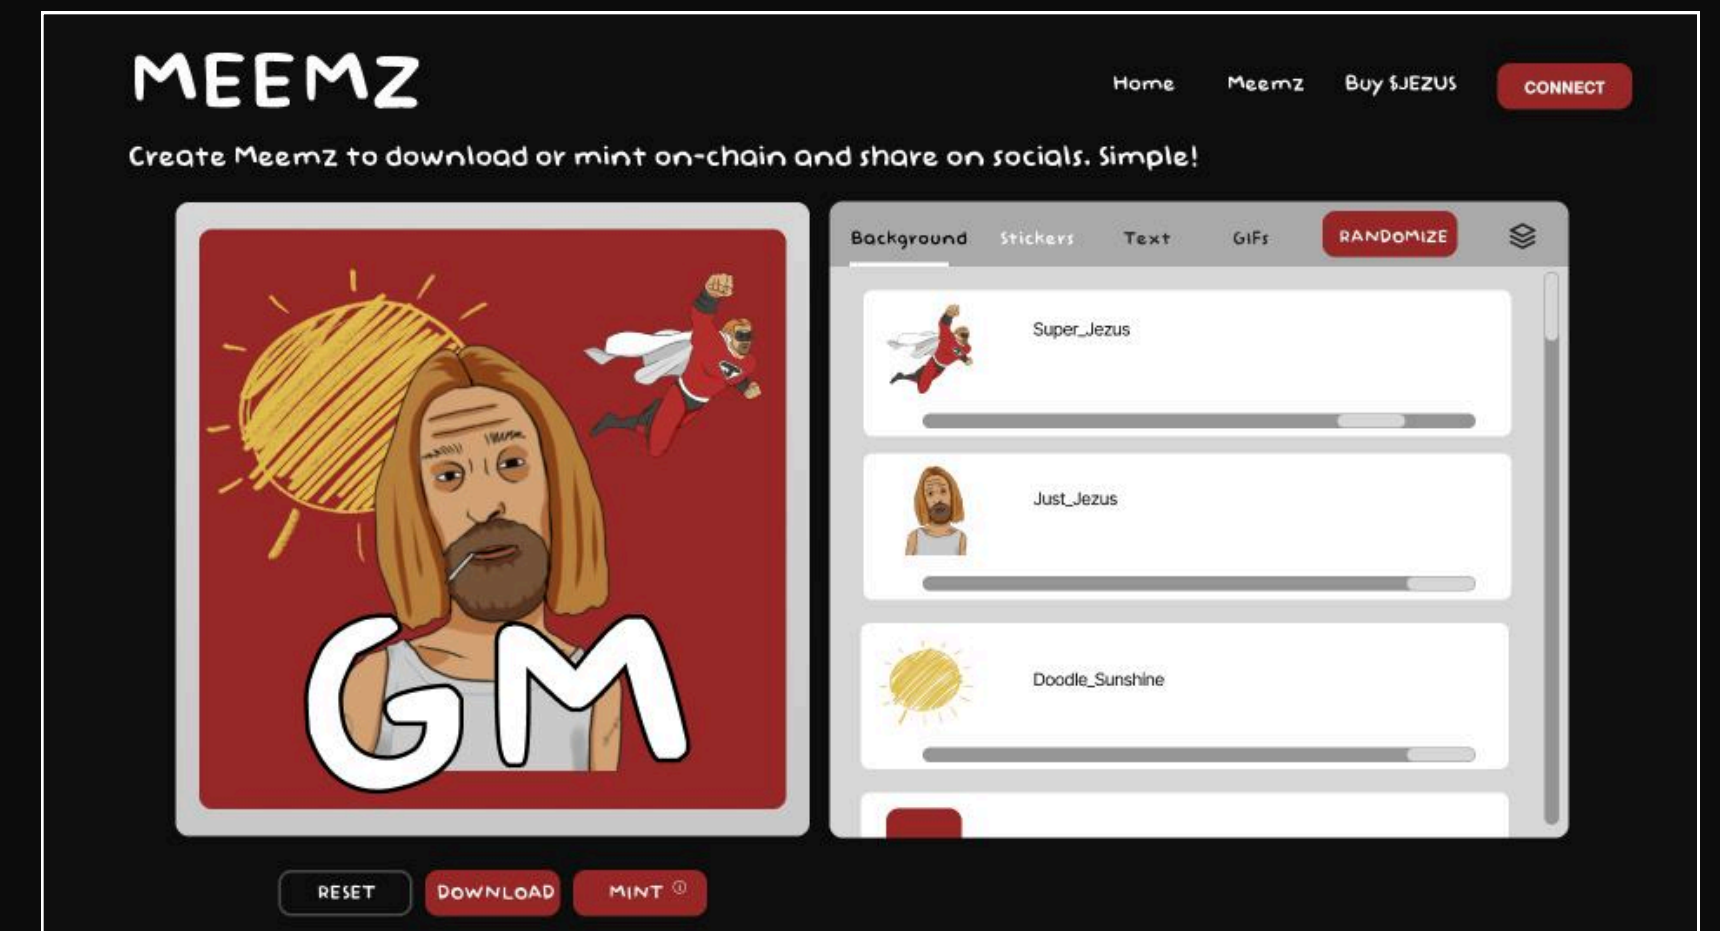 MEEMZ
Home Meemz Buy $JEZUS CONNECT
Create Meemz to download or mint on-chain and share on socials. Simple!
Background Stickers Text GIFs RANDOMIZE
Super_Jezus
Just_Jezus
Doodle_Sunshine
GM
RESET DOWNLOAD MINT